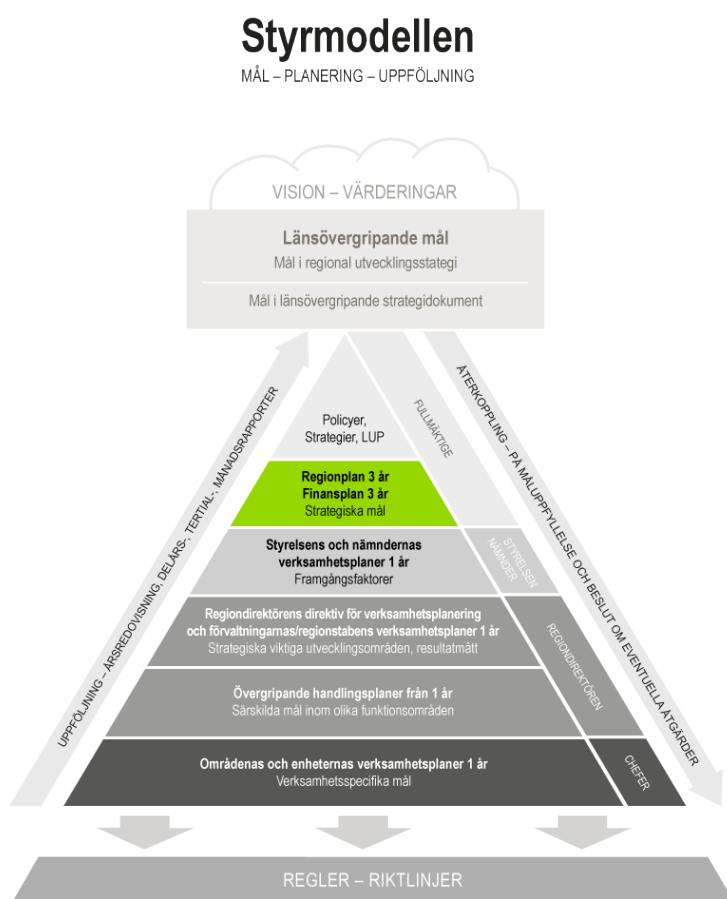 Styrmodellen
MÅL – PLANERING – UPPFÖLJNING
VISION – VÄRDERINGAR
Länsövergripande mål
Mål i regional utvecklingsstategi
Mål i länsövergripande strategidokument
UPPFÖLJNING – ÅRSREDOVISNING, DELÅRS-, TERTIAL-, MÅNADSRAPPORTER
ÅTERKOPPLING – PÅ MÅLUPPFYLLELSE OCH BESLUT OM EVENTUELLA ÅTGÄRDER
Policyer,
Strategier, LUP
FULLMÄKTIGE
Regionplan 3 år
Finansplan 3 år
Strategiska mål
Styrelsens och nämndernas
verksamhetsplaner 1 år
Framgångsfaktorer
STYRELSEN
NÄMNDER
Regiondirektörens direktiv för verksamhetsplanering
och förvaltningarnas/regionstabens verksamhetsplaner 1 år
Strategiska viktiga utvecklingsområden, resultatmått
REGIONDIREKTÖREN
Övergripande handlingsplaner från 1 år
Särskilda mål inom olika funktionsområden
Områdenas och enheternas verksamhetsplaner 1 år
Verksamhetsspecifika mål
CHEFER
REGLER – RIKTLINJER